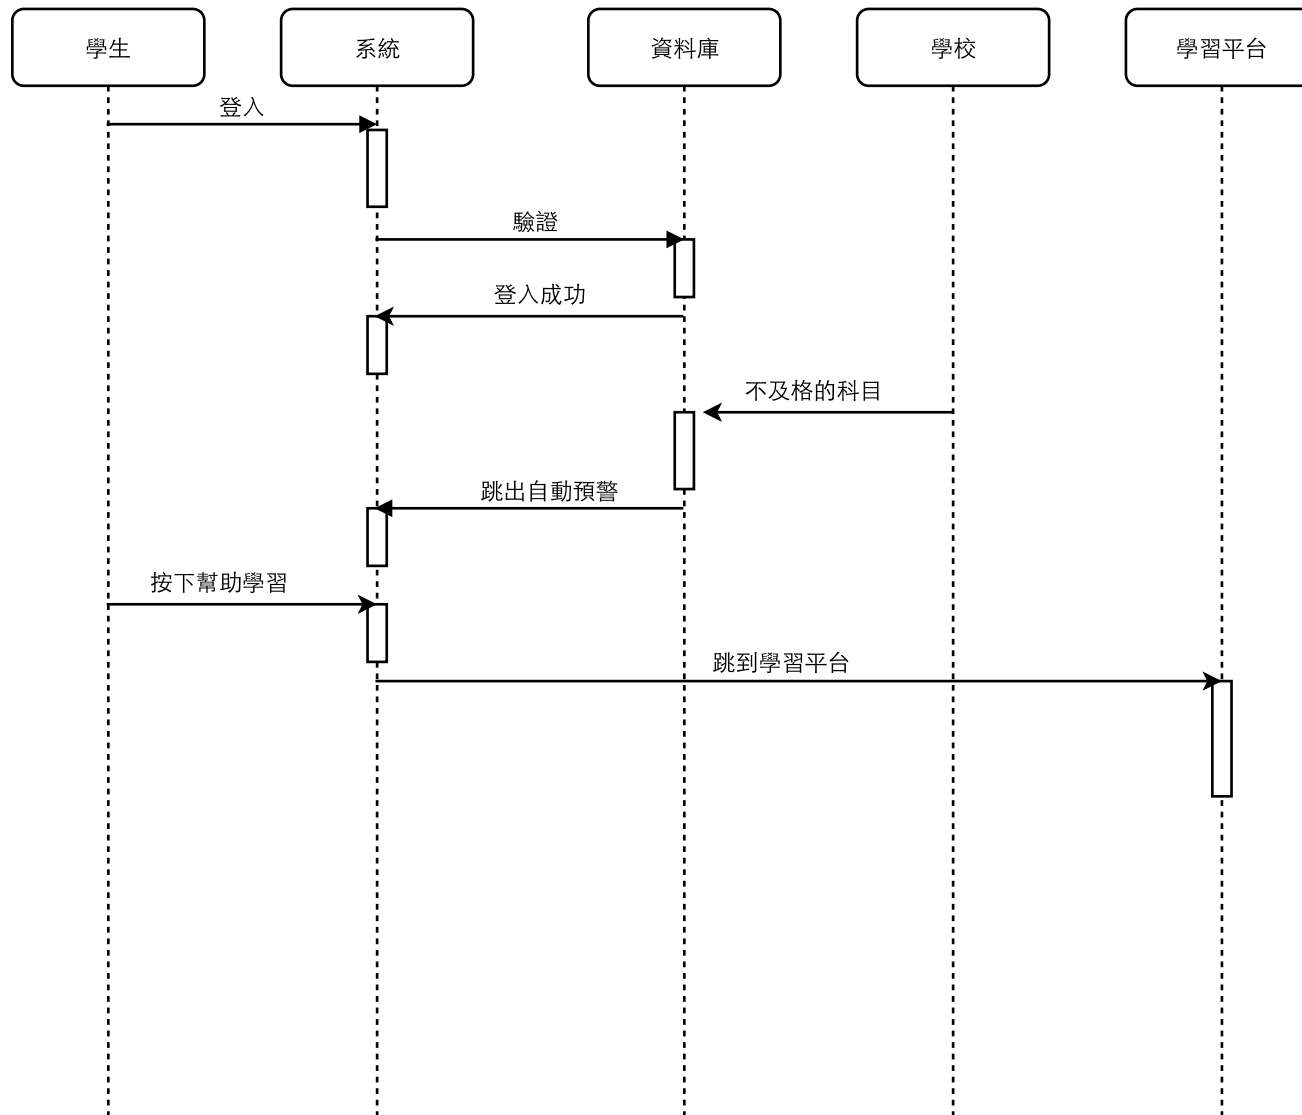 學生
系統
資料庫
學校
學習平台
登入
驗證
登入成功
不及格的科目
跳出自動預警
按下幫助學習
跳到學習平台